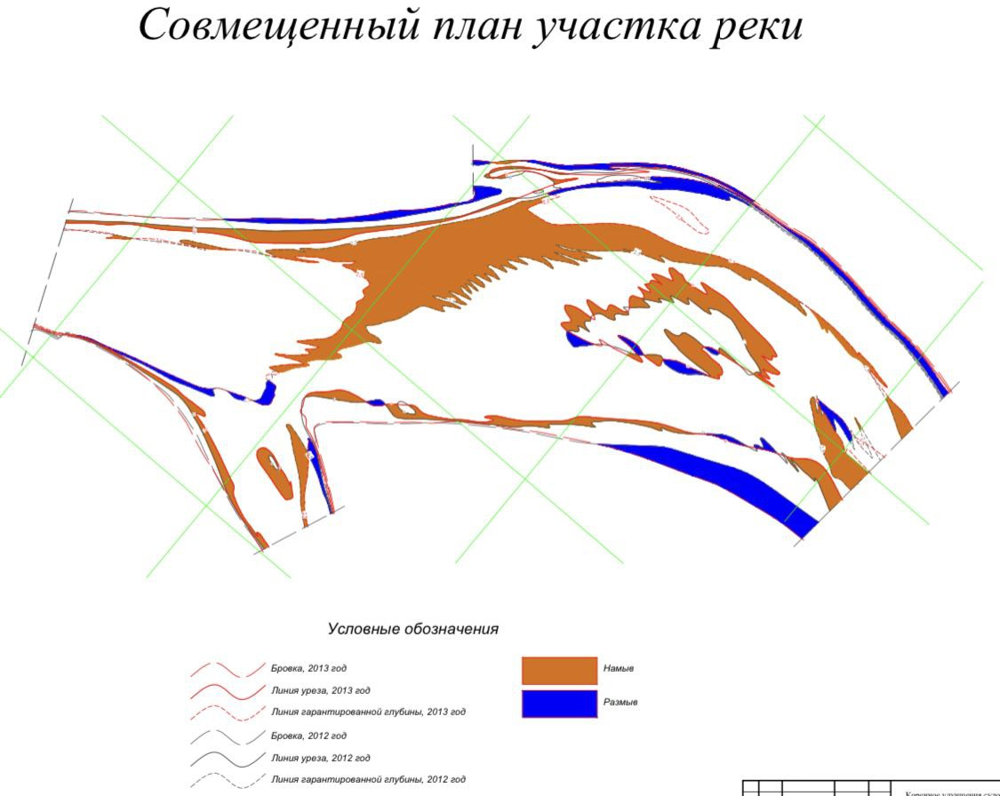 Совмещенный план участка реки
Условные обозначения
Бровка, 2013 год
Линия уреза, 2013 год
Линия гарантированной глубины, 2013 год
Бровка, 2012 год
Линия уреза, 2012 год
Линия гарантированной глубины, 2012 год
Намыв
Размыв